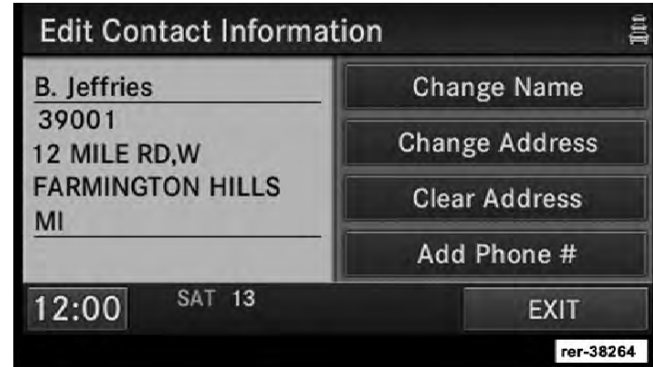 Edit Contact Information
B. Jeffries
39001
12 MILE RD,W
FARMINGTON HILLS
MI
Change Name
Change Address
Clear Address
Add Phone #
12:00
SAT 13
EXIT
rer-38264